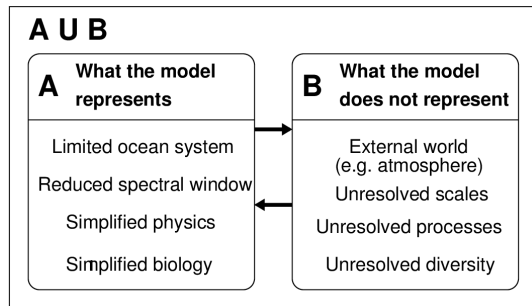 A U B
A What the model
represents
Limited ocean system
Reduced spectral window
Simplified physics
Simplified biology
B What the model
does not represent
External world
(e.g. atmosphere)
Unresolved scales
Unresolved processes
Unresolved diversity